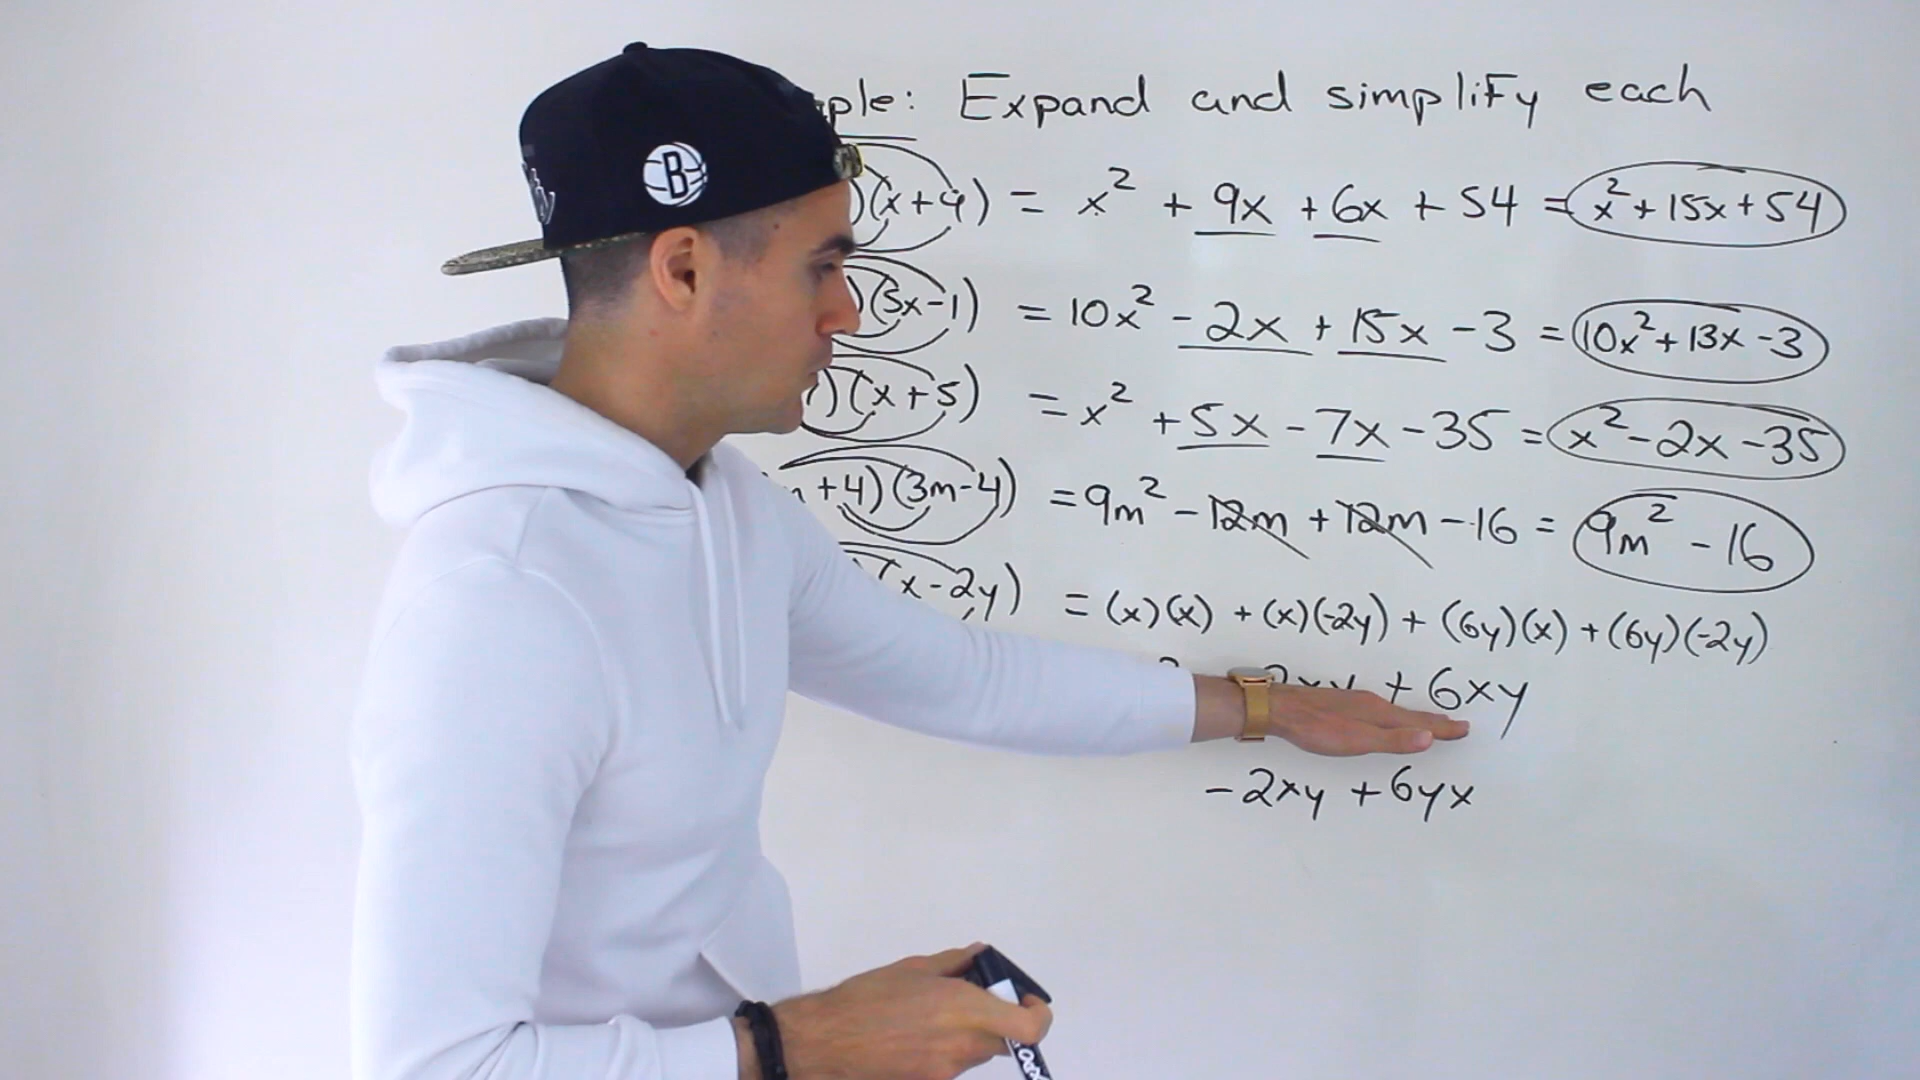 ple: Expand and simplify each
)(x+9) = x² + 9x + 6x + 54 = x² + 15x + 54
)(5x-1) = 10x² - 2x + 15x - 3 = 10x² + 13x - 3
7)(x+5) = x² + 5x - 7x - 35 = x² - 2x - 35
m+4)(3m-4) = 9m² - 12m + 12m - 16 = 9m² - 16
(x-2y) = (x)(x) + (x)(-2y) + (6y)(x) + (6y)(-2y)
2xy + 6xy
- 2xy + 6yx
B